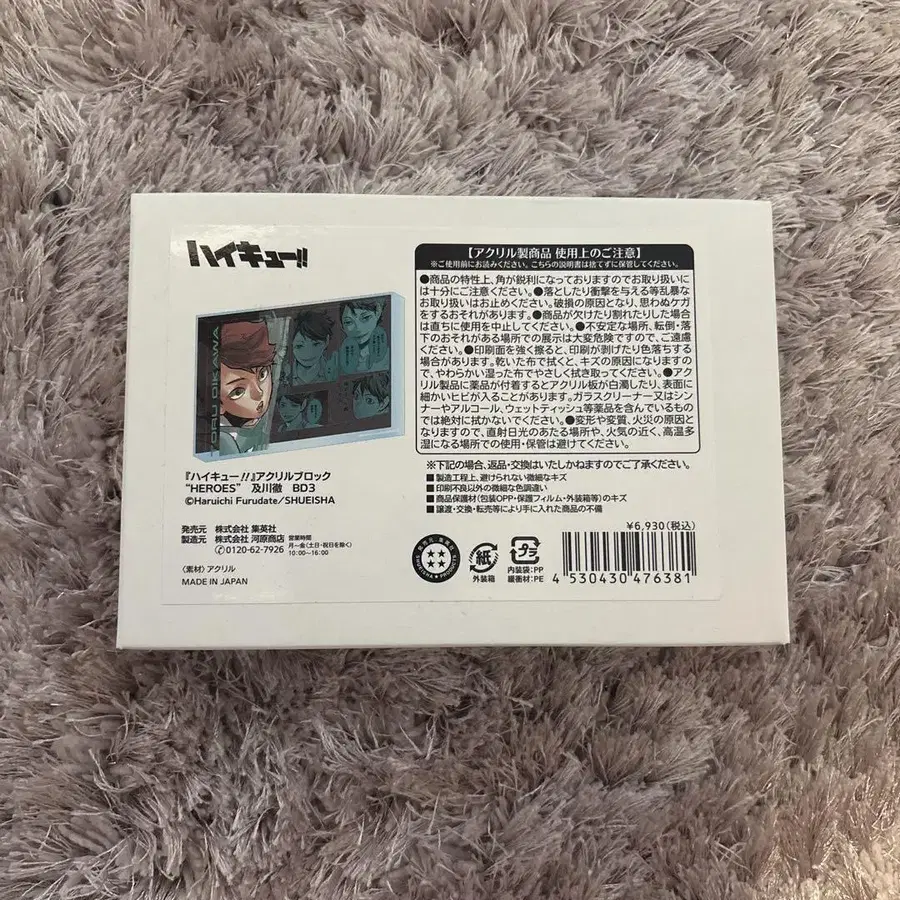 ハイキュー!!
TORU OIKAWA
『ハイキュー!!』アクリルブロック
“HEROES” 及川徹 BD3
©Haruichi Furudate/SHUEISHA
発売元 株式会社 集英社
製造元 株式会社 河原商店
✆0120-62-7926
営業時間
月〜金(土・日・祝日を除く)
10:00〜16:00
〈素材〉アクリル
MADE IN JAPAN
【アクリル製商品 使用上のご注意】
※ご使用前にお読みください。こちらの説明書は捨てずに保管してください。
●商品の特性上、角が鋭利になっておりますのでお取り扱いに
は十分にご注意ください。●落としたり衝撃を与える等乱暴な
お取り扱いはお止めください。破損の原因となり、思わぬケガ
をするおそれがあります。●商品が欠けたり割れたりした場合
は直ちに使用を中止してください。●不安定な場所、転倒・落
下のおそれがある場所での展示は大変危険ですので、ご遠慮
ください。●印刷面を強く擦ると、印刷が剥げたり色落ちする
場合があります。乾いた布で拭くと、キズの原因になりますの
で、やわらかい湿った布でやさしく拭き取ってください。●ア
クリル製品に薬品が付着するとアクリル板が白濁したり、表面に
細かいヒビが入ることがあります。ガラスクリーナー又はシン
ナーやアルコール、ウェットティッシュ等薬品を含んでいるもので
は絶対に拭かないでください。●変形や変質、火災の原因と
なりますので、直射日光のあたる場所や、火気の近く、高温多
湿になる場所での使用・保管は避けてください。
※下記の場合、返品・交換はいたしかねますのでご了承ください。
■製造工程上、避けられない微細なキズ
■印刷不良以外の微細な色調違い
■商品保護材(包装OPP・保護フィルム・外装箱等)のキズ
■譲渡・交換・転売等により手に入れた商品の不備
¥6,930(税込)
発売元 集英社
SHUEISHA PRODUCTS
紙
外装箱
プラ
内装袋:PP
緩衝材:PE
4 530430 476381